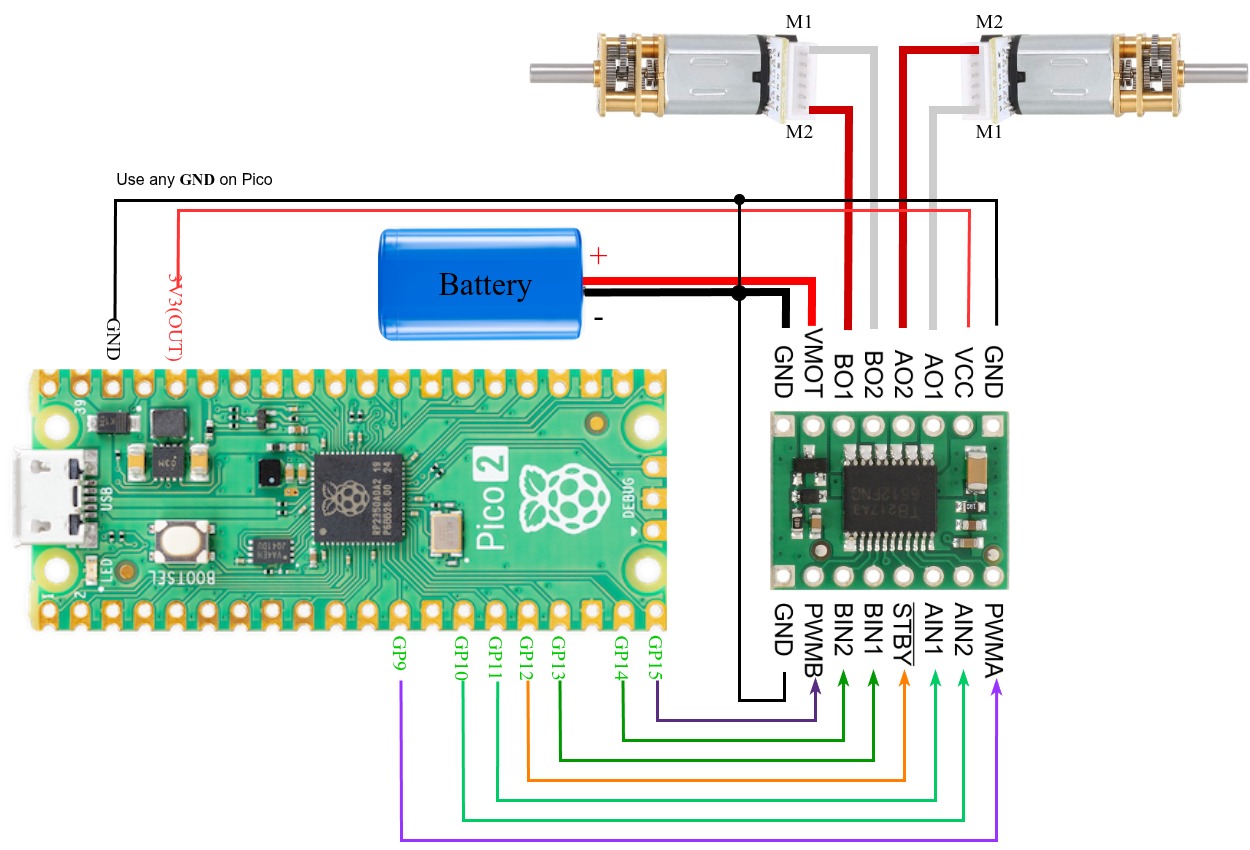 M1
M2
M2
M1
Use any GND on Pico
+
Battery
-
GND
3V3(OUT)
GND
VMOT
BO1
BO2
AO2
AO1
VCC
GND
39
USB
Pico 2
DEBUG
BOOTSEL
LED
1
2
GP9
GP10
GP11
GP12
GP13
GP14
GP15
GND
PWMB
BIN2
BIN1
STBY
AIN1
AIN2
PWMA